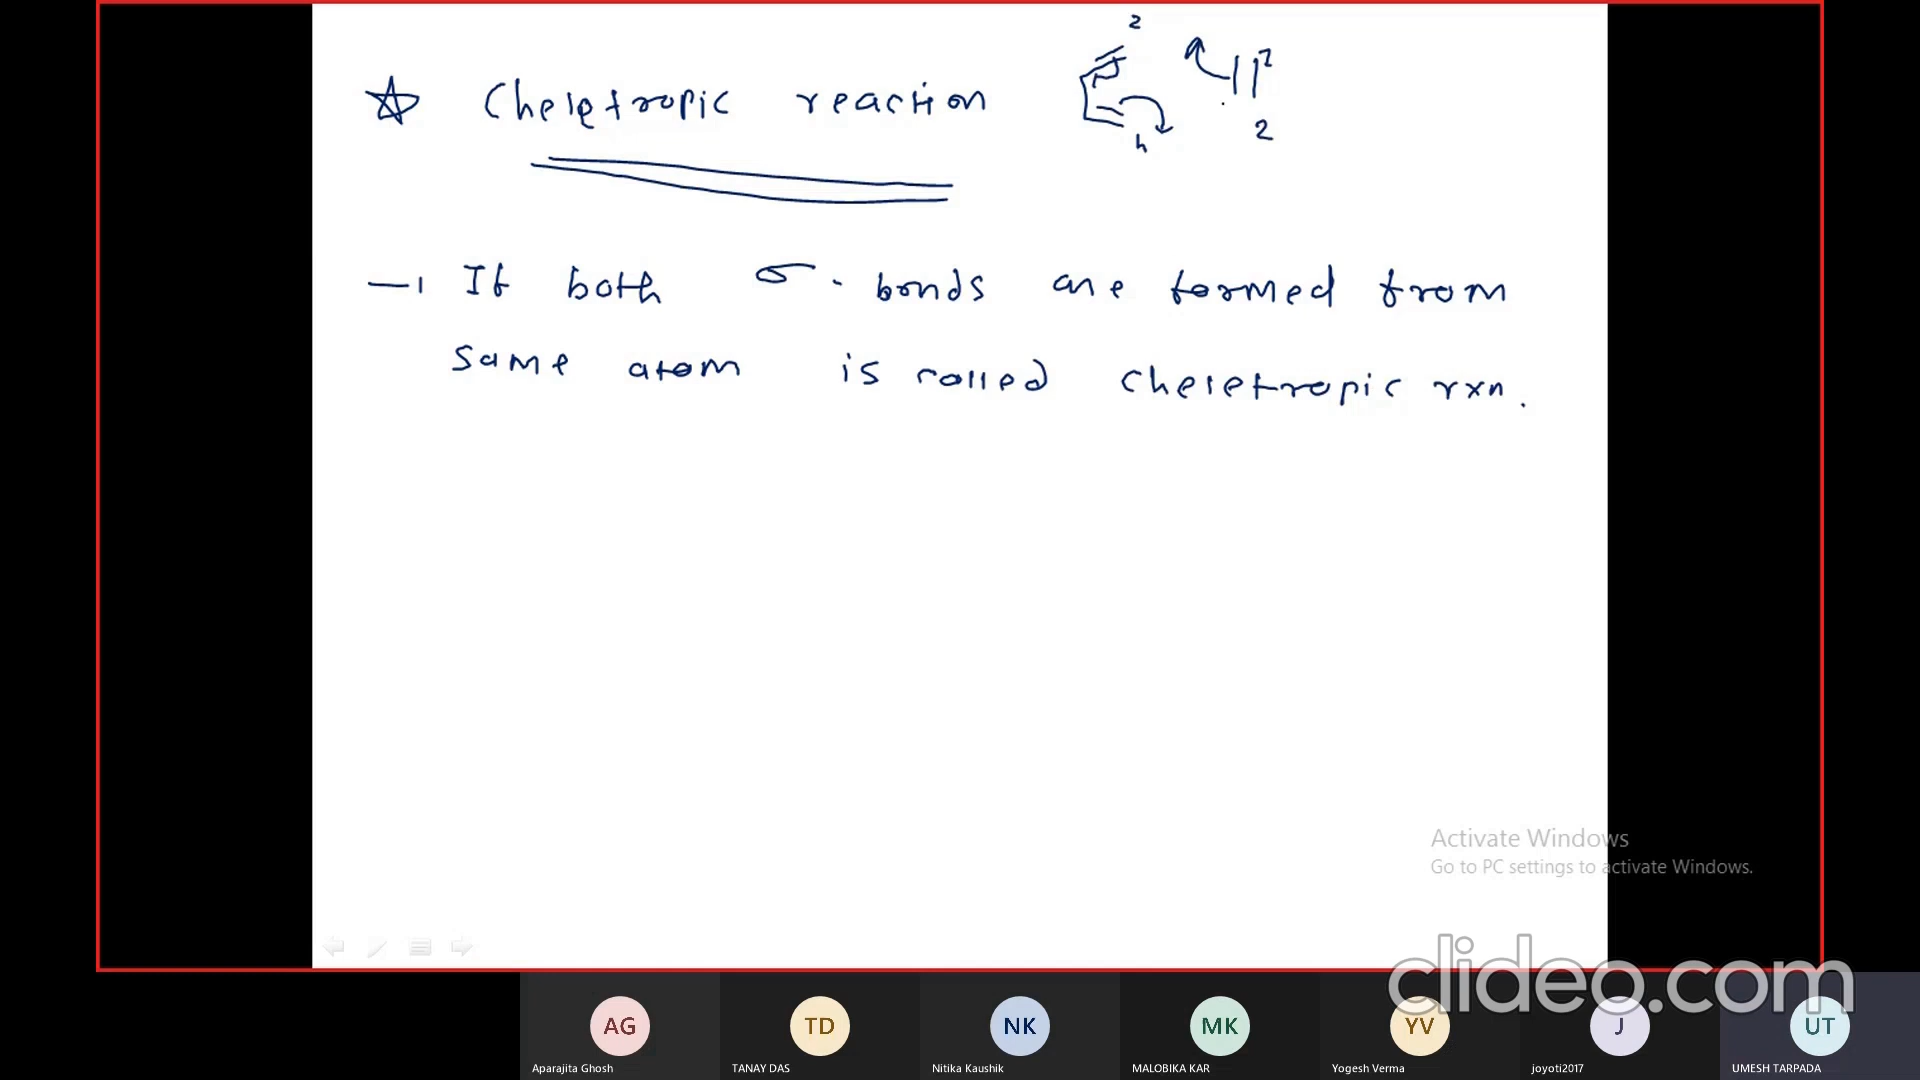 2
Cheletropic reaction
2
4
2
If both σ - bonds are formed from
same atom is called cheletropic rxn.
Activate Windows
Go to PC settings to activate Windows.
clideo.com
AG TD NK MK YV J UT
Aparajita Ghosh TANAY DAS Nitika Kaushik MALOBIKA KAR Yogesh Verma joyoti2017 UMESH TARPADA